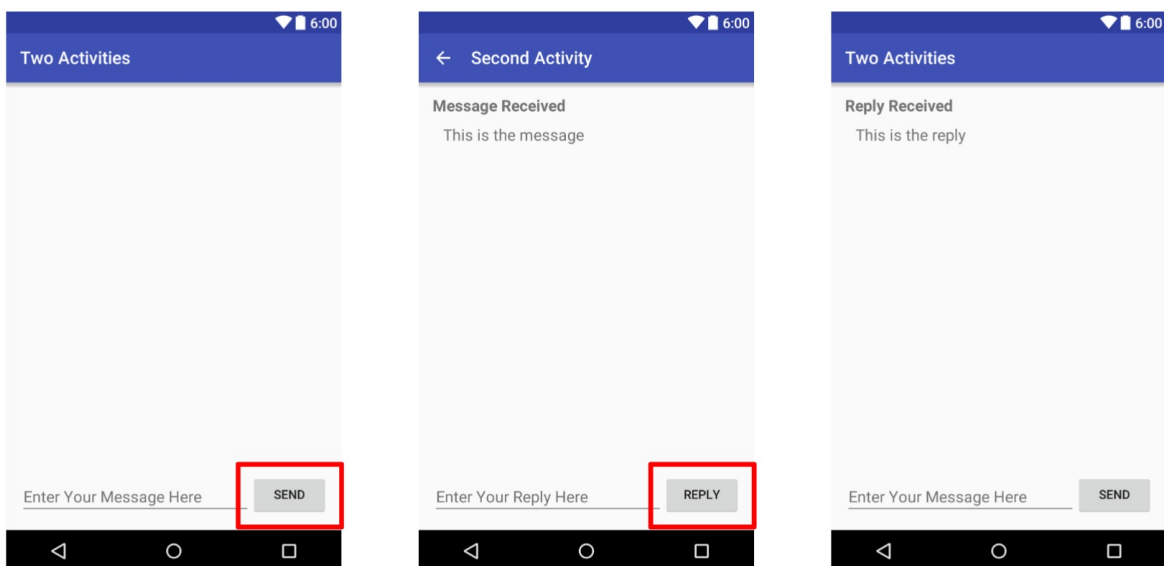 6:00
Two Activities
Enter Your Message Here
SEND
6:00
Second Activity
Message Received
This is the message
Enter Your Reply Here
REPLY
6:00
Two Activities
Reply Received
This is the reply
Enter Your Message Here
SEND